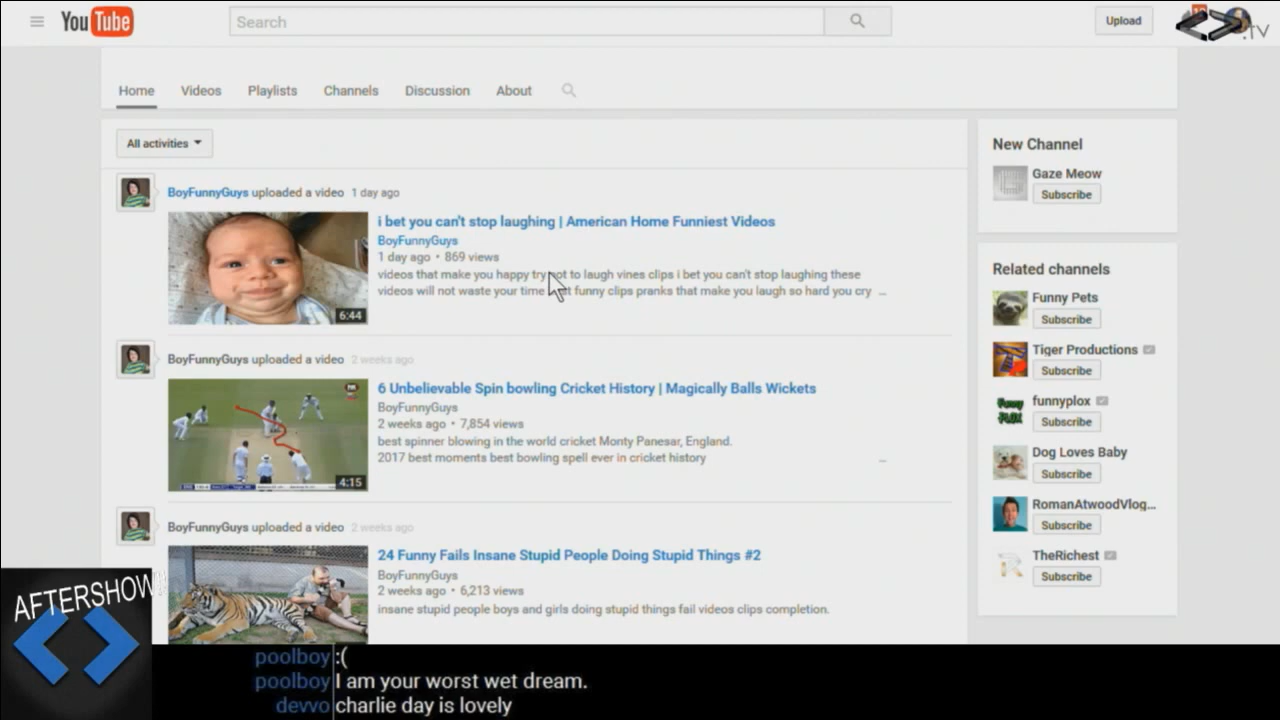 YouTube
Search
Upload
.TV
Home
Videos
Playlists
Channels
Discussion
About
All activities
BoyFunnyGuys uploaded a video 1 day ago
i bet you can't stop laughing | American Home Funniest Videos
BoyFunnyGuys
1 day ago • 869 views
videos that make you happy try not to laugh vines clips i bet you can't stop laughing these
videos will not waste your time funny clips pranks that make you laugh so hard you cry ...
6:44
BoyFunnyGuys uploaded a video 2 weeks ago
6 Unbelievable Spin bowling Cricket History | Magically Balls Wickets
BoyFunnyGuys
2 weeks ago • 7,854 views
best spinner blowing in the world cricket Monty Panesar, England.
2017 best moments best bowling spell ever in cricket history ...
4:15
BoyFunnyGuys uploaded a video 2 weeks ago
24 Funny Fails Insane Stupid People Doing Stupid Things #2
BoyFunnyGuys
2 weeks ago • 6,213 views
insane stupid people boys and girls doing stupid things fail videos clips completion.
New Channel
Gaze Meow
Subscribe
Related channels
Funny Pets
Subscribe
Tiger Productions
Subscribe
funnyplox
Subscribe
Dog Loves Baby
Subscribe
RomanAtwoodVlog...
Subscribe
TheRichest
Subscribe
AFTERSHOW!
poolboy :(
poolboy I am your worst wet dream.
devvo charlie day is lovely